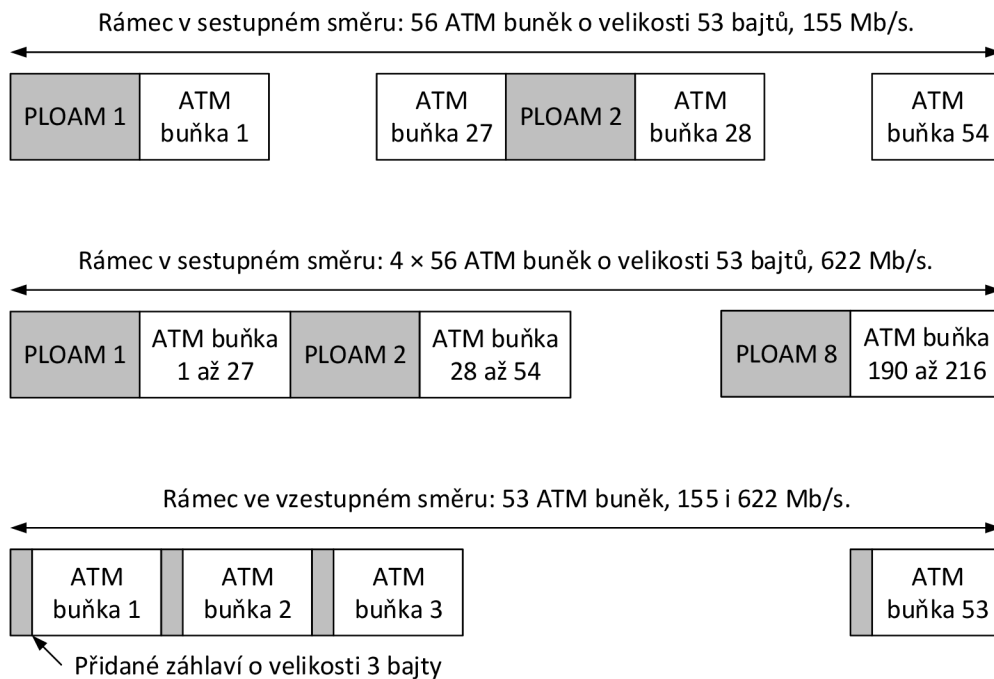 Rámec v sestupném směru: 56 ATM buněk o velikosti 53 bajtů, 155 Mb/s.
PLOAM 1
ATM
buňka 1
ATM
buňka 27
PLOAM 2
ATM
buňka 28
ATM
buňka 54
Rámec v sestupném směru: 4 × 56 ATM buněk o velikosti 53 bajtů, 622 Mb/s.
PLOAM 1
ATM buňka
1 až 27
PLOAM 2
ATM buňka
28 až 54
PLOAM 8
ATM buňka
190 až 216
Rámec ve vzestupném směru: 53 ATM buněk, 155 i 622 Mb/s.
ATM
buňka 1
ATM
buňka 2
ATM
buňka 3
ATM
buňka 53
Přidané záhlaví o velikosti 3 bajty